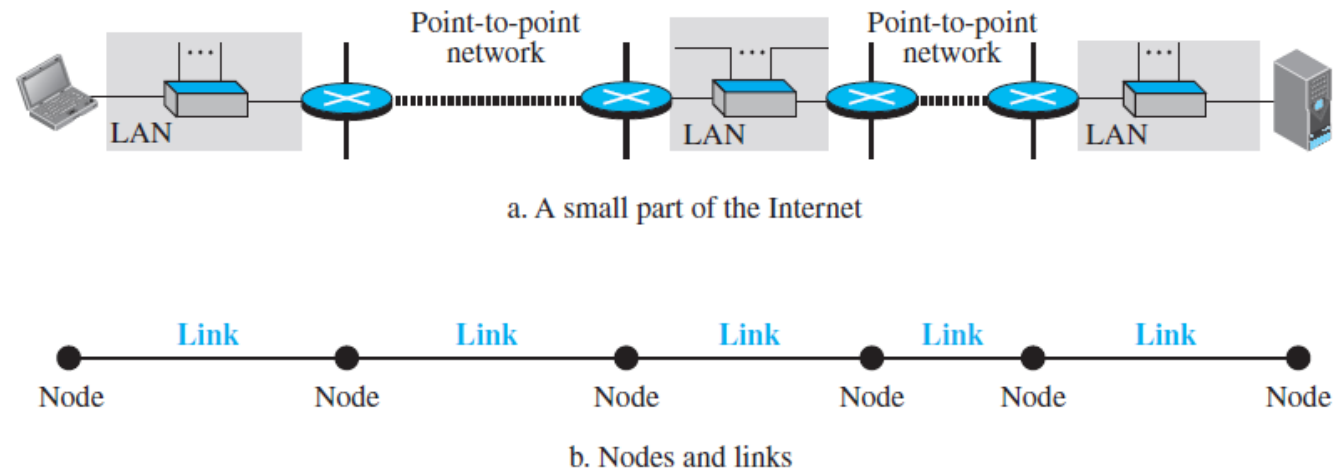 Point-to-point
network
Point-to-point
network
...
...
...
LAN
LAN
LAN
a. A small part of the Internet
Link
Link
Link
Link
Link
Node
Node
Node
Node
Node
Node
b. Nodes and links